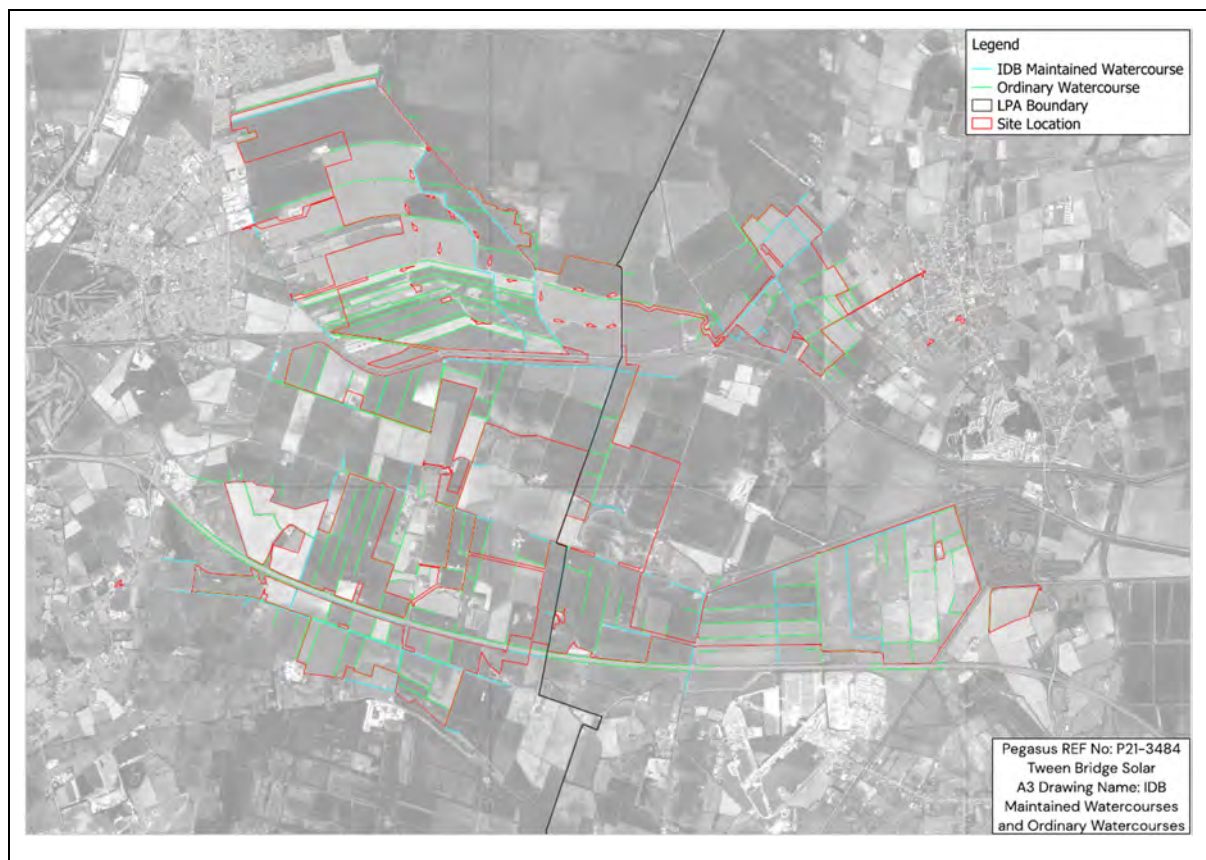 Legend
IDB Maintained Watercourse
Ordinary Watercourse
LPA Boundary
Site Location
Pegasus REF No: P21-3484
Tween Bridge Solar
A3 Drawing Name: IDB
Maintained Watercourses
and Ordinary Watercourses